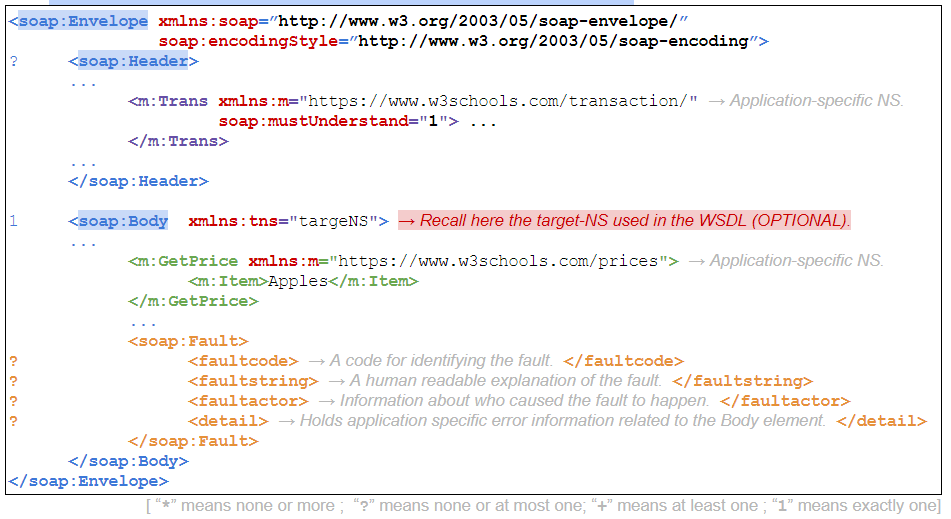 <soap:Envelope xmlns:soap=”http://www.w3.org/2003/05/soap-envelope/”
soap:encodingStyle=”http://www.w3.org/2003/05/soap-encoding”>
? <soap:Header>
...
<m:Trans xmlns:m="https://www.w3schools.com/transaction/" → Application-specific NS.
soap:mustUnderstand="1"> ...
</m:Trans>
...
</soap:Header>
1 <soap:Body xmlns:tns="targeNS"> → Recall here the target-NS used in the WSDL (OPTIONAL).
...
<m:GetPrice xmlns:m="https://www.w3schools.com/prices"> → Application-specific NS.
<m:Item>Apples</m:Item>
</m:GetPrice>
...
<soap:Fault>
? <faultcode> → A code for identifying the fault. </faultcode>
? <faultstring> → A human readable explanation of the fault. </faultstring>
? <faultactor> → Information about who caused the fault to happen. </faultactor>
? <detail> → Holds application specific error information related to the Body element. </detail>
</soap:Fault>
</soap:Body>
</soap:Envelope>
[ “*” means none or more ; “?” means none or at most one; “+” means at least one ; “1” means exactly one]